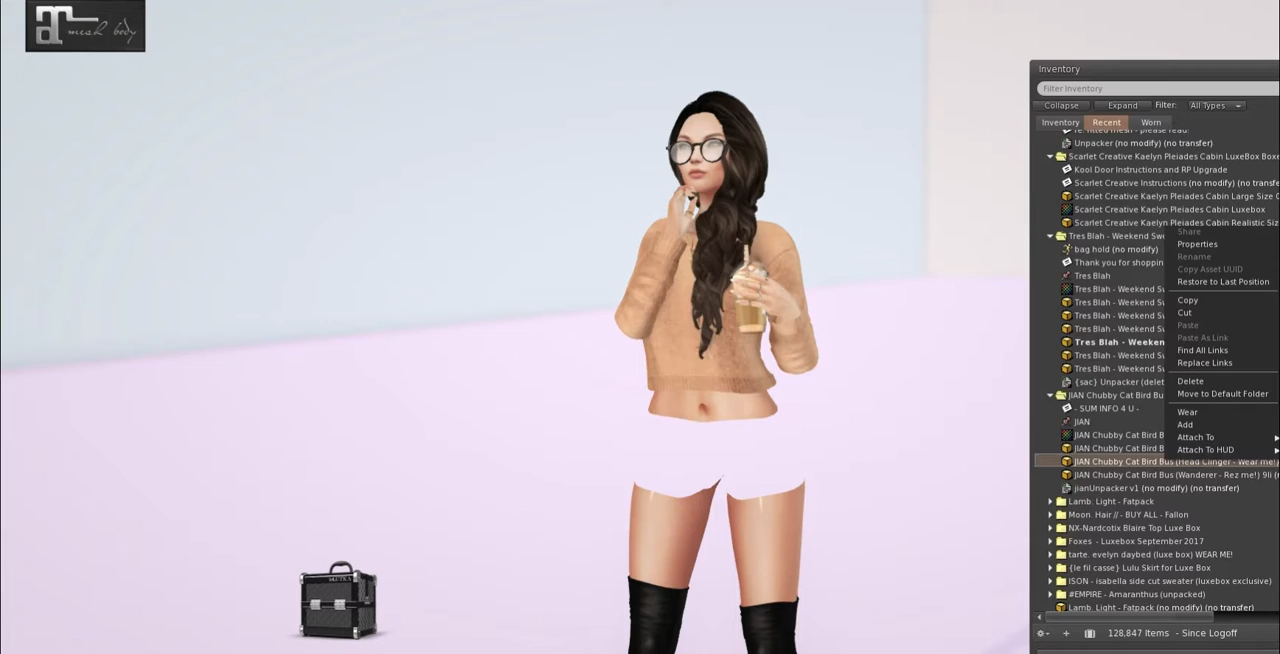 mesh body
Inventory
Filter Inventory
Collapse Expand Filter: All Types
Inventory Recent Worn
re: fitted mesh - please read!
Unpacker (no modify) (no transfer)
Scarlet Creative Kaelyn Pleiades Cabin LuxeBox Boxe
Kool Door Instructions and RP Upgrade
Scarlet Creative Instructions (no modify) (no transfe
Scarlet Creative Kaelyn Pleiades Cabin Large Size
Scarlet Creative Kaelyn Pleiades Cabin Luxebox
Scarlet Creative Kaelyn Pleiades Cabin Realistic Siz
Share
Tres Blah - Weekend Sw
Properties
bag hold (no modify)
Rename
Thank you for shoppin
Copy Asset UUID
Tres Blah
Restore to Last Position
Tres Blah - Weekend Sw
Tres Blah - Weekend Sw
Copy
Tres Blah - Weekend Sw
Cut
Tres Blah - Weekend Sw
Paste
Tres Blah - Weeken
Paste As Link
Tres Blah - Weekend Sw
Find All Links
Tres Blah - Weekend Sw
Replace Links
{sac} Unpacker (delet
Delete
JIAN Chubby Cat Bird Bu
Move to Default Folder
- SUM INFO 4 U -
Wear
JIAN
Add
JIAN Chubby Cat Bird B
Attach To
JIAN Chubby Cat Bird B
Attach To HUD
JIAN Chubby Cat Bird Bus (Head Clinger - Wear me!)
JIAN Chubby Cat Bird Bus (Wanderer - Rez me!) 9li
jianUnpacker v1 (no modify) (no transfer)
Lamb. Light - Fatpack
Moon. Hair // - BUY ALL - Fallon
NX-Nardcotix Blaire Top Luxe Box
Foxes - Luxebox September 2017
tarte. evelyn daybed (luxe box) WEAR ME!
{le fil casse} Lulu Skirt for Luxe Box
ISON - isabella side cut sweater (luxebox exclusive)
#EMPIRE - Amaranthus (unpacked)
Lamb. Light - Fatpack (no modify) (no transfer)
128,847 Items - Since Logoff